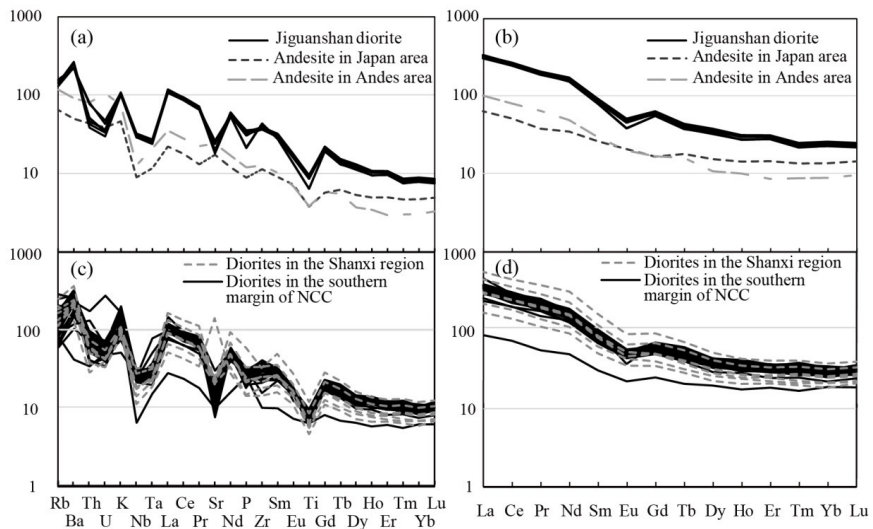 1000
100
10
(a)
Jiguanshan diorite
Andesite in Japan area
Andesite in Andes area
1000
100
10
(b)
Jiguanshan diorite
Andesite in Japan area
Andesite in Andes area
1000
100
10
1
(c)
Diorites in the Shanxi region
Diorites in the southern
margin of NCC
1000
100
10
1
(d)
Diorites in the Shanxi region
Diorites in the southern
margin of NCC
Rb Th K Ta Ce Sr P Sm Ti Tb Ho Tm Lu
Ba U Nb La Pr Nd Zr Eu Gd Dy Er Yb
La Ce Pr Nd Sm Eu Gd Tb Dy Ho Er Tm Yb Lu